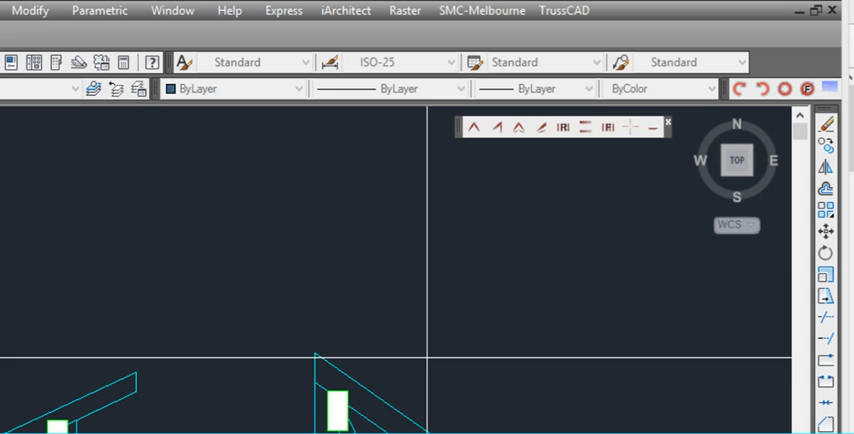 Modify Parametric Window Help Express iArchitect Raster SMC-Melbourne TrussCAD
Standard ISO-25 Standard Standard
ByLayer ByLayer ByLayer ByColor
N
W TOP E
S
WCS